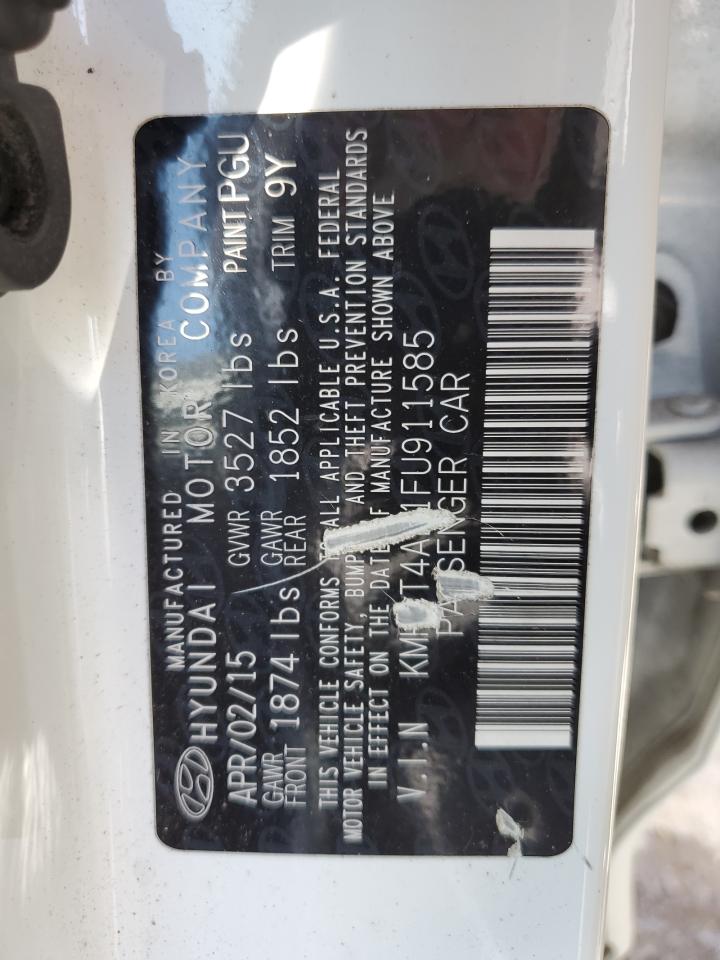 MANUFACTURED IN KOREA BY
HYUNDAI MOTOR COMPANY
APR/02/15 GVWR 3527 lbs PAINT PGU
GAWR FRONT 1874 lbs GAWR REAR 1852 lbs TRIM 9Y
THIS VEHICLE CONFORMS ALL APPLICABLE U.S.A. FEDERAL
MOTOR VEHICLE SAFETY, BUMP AND THEFT PREVENTION STANDARDS
IN EFFECT ON THE DATE OF MANUFACTURE SHOWN ABOVE
V.I.N
PASSENGER CAR